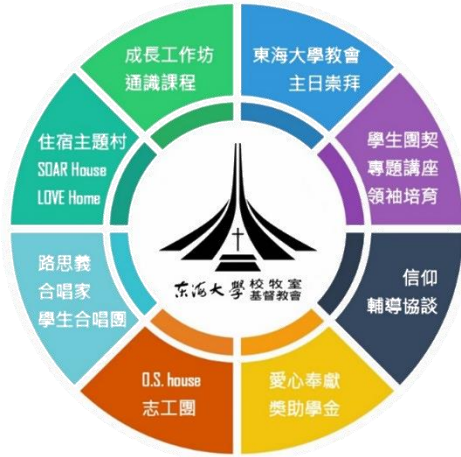 東海大學教會
主日崇拜
學生團契
專題講座
領袖培育
信仰
輔導協談
愛心奉獻
獎助學金
O.S. house
志工團
路思義
合唱家
學生合唱團
住宿主題村
SOAR House
LOVE Home
成長工作坊
通識課程
东海大學 校牧室
基督教會